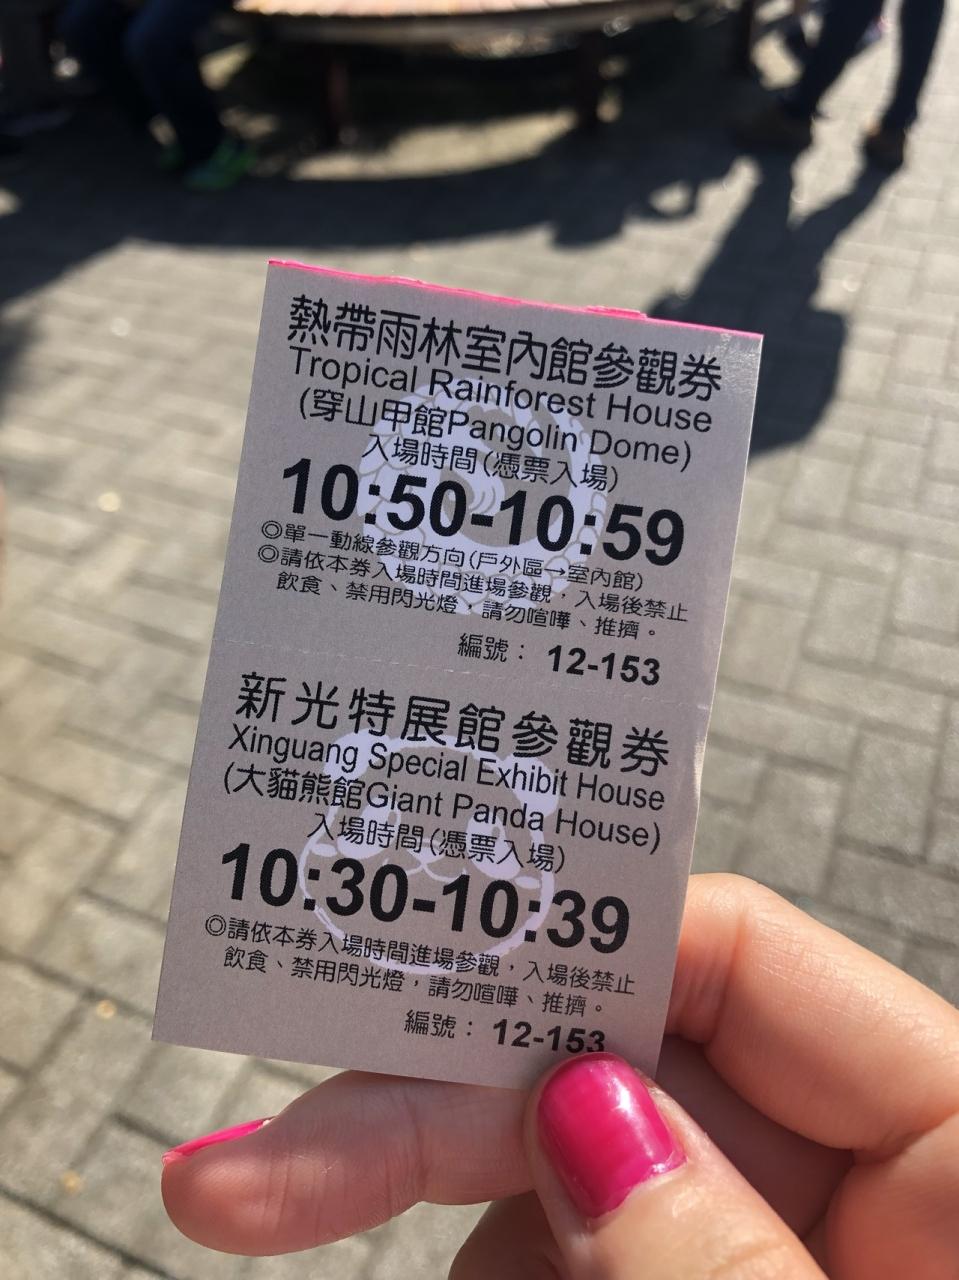 熱帶雨林室內館參觀券
Tropical Rainforest House
(穿山甲館Pangolin Dome)
入場時間(憑票入場)
10:50-10:59
◎單一動線參觀方向(戶外區→室內館)
◎請依本券入場時間進場參觀，入場後禁止
飲食、禁用閃光燈，請勿喧嘩、推擠。
編號： 12-153
新光特展館參觀券
Xinguang Special Exhibit House
(大貓熊館Giant Panda House)
入場時間(憑票入場)
10:30-10:39
◎請依本券入場時間進場參觀，入場後禁止
飲食、禁用閃光燈，請勿喧嘩、推擠。
編號： 12-153